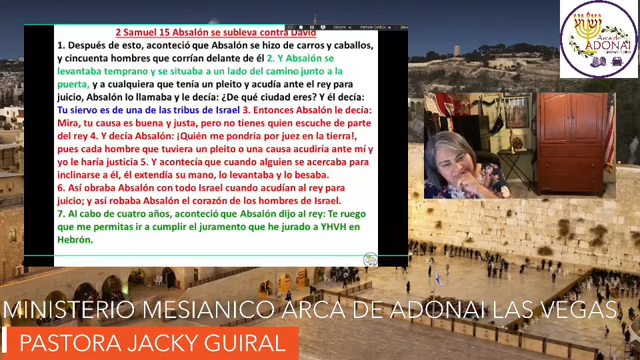 2 Samuel 15 Absalón se subleva contra David
1. Después de esto, aconteció que Absalón se hizo de carros y caballos,
y cincuenta hombres que corrían delante de él 2. Y Absalón se
levantaba temprano y se situaba a un lado del camino junto a la
puerta, y a cualquiera que tenía un pleito y acudía ante el rey para
juicio, Absalón lo llamaba y le decía: ¿De qué ciudad eres? Y él decía:
Tu siervo es de una de las tribus de Israel 3. Entonces Absalón le decía:
Mira, tu causa es buena y justa, pero no tienes quien escuche de parte
del rey 4. Y decía Absalón: ¡Quién me pondría por juez en la tierra!,
pues cada hombre que tuviera un pleito o una causa acudiría ante mí y
yo le haría justicia 5. Y acontecía que cuando alguien se acercaba para
inclinarse a él, él extendía su mano, lo levantaba y lo besaba.
6. Así obraba Absalón con todo Israel cuando acudían al rey para
juicio; y así robaba Absalón el corazón de los hombres de Israel.
7. Al cabo de cuatro años, aconteció que Absalón dijo al rey: Te ruego
que me permitas ir a cumplir el juramento que he jurado a YHVH en
Hebrón.
Arca de
ADONAI
MINISTERIO MESIANICO ARCA DE ADONAI LAS VEGAS
PASTORA JACKY GUIRAL